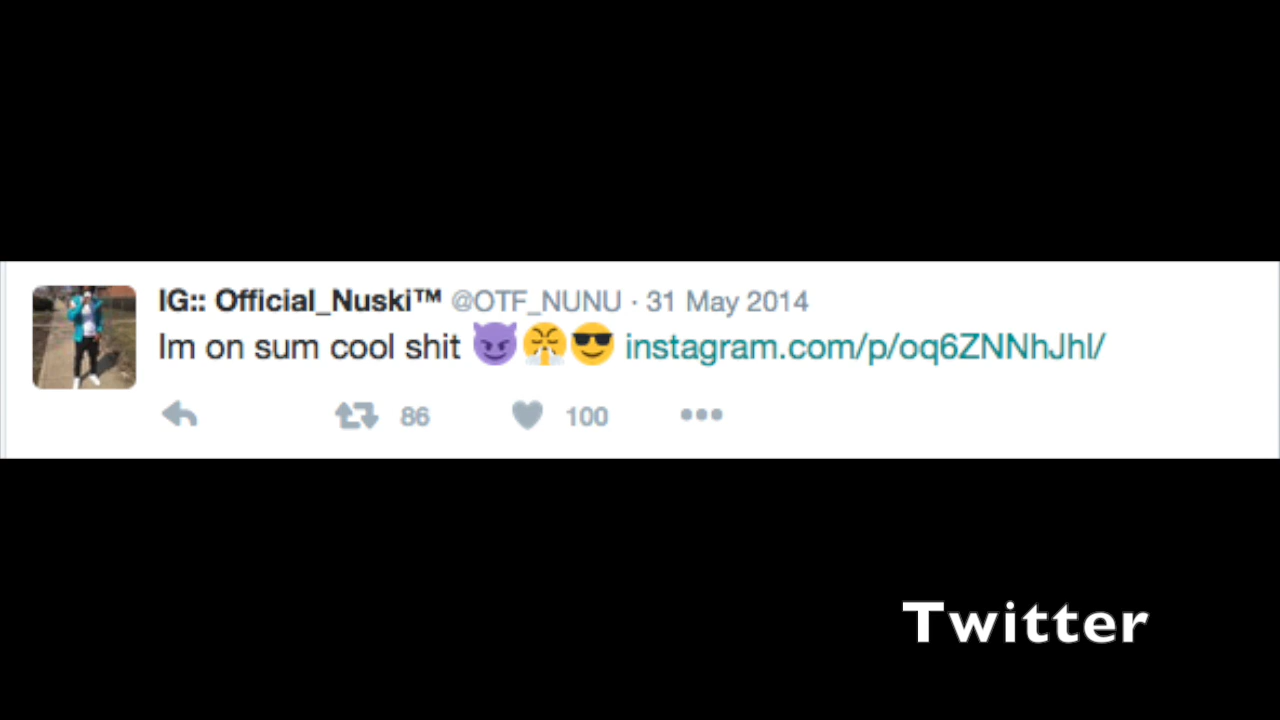 IG:: Official_Nuski™ @OTF_NUNU · 31 May 2014
Im on sum cool shit 😈😤😎 instagram.com/p/oq6ZNNhJhl/
86 100
Twitter